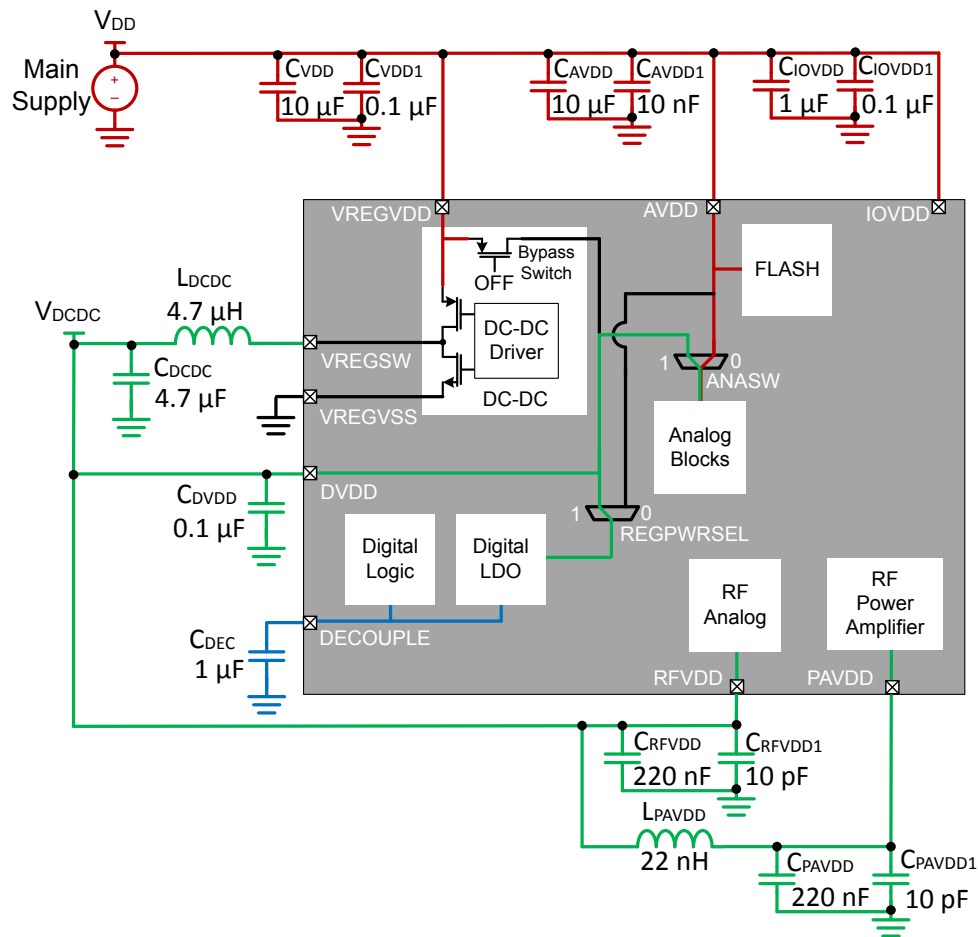 VDD
Main
Supply
CVDD
10 µF
CVDD1
0.1 µF
CAVDD
10 µF
CAVDD1
10 nF
CIOVDD
1 µF
CIOVDD1
0.1 µF
VREGVDD
AVDD
IOVDD
Bypass
Switch
OFF
FLASH
LDCDC
4.7 µH
VDCDC
DC-DC
Driver
VREGSW
CDCDC
4.7 µF
DC-DC
1
0
ANASW
VREGVSS
Analog
Blocks
DVDD
CDVDD
0.1 µF
1
0
REGPWRSEL
Digital
Logic
Digital
LDO
RF
Analog
RF
Power
Amplifier
DECOUPLE
CDEC
1 µF
RFVDD
PAVDD
CRFVDD
220 nF
CRFVDD1
10 pF
LPAVDD
22 nH
CPAVDD
220 nF
CPAVDD1
10 pF